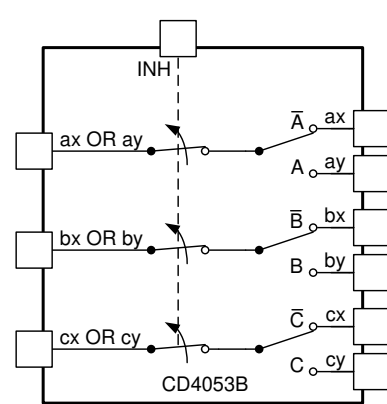 INH
A̅ ax
ax OR ay
A ay
B̅ bx
bx OR by
B by
C̅ cx
cx OR cy
C cy
CD4053B